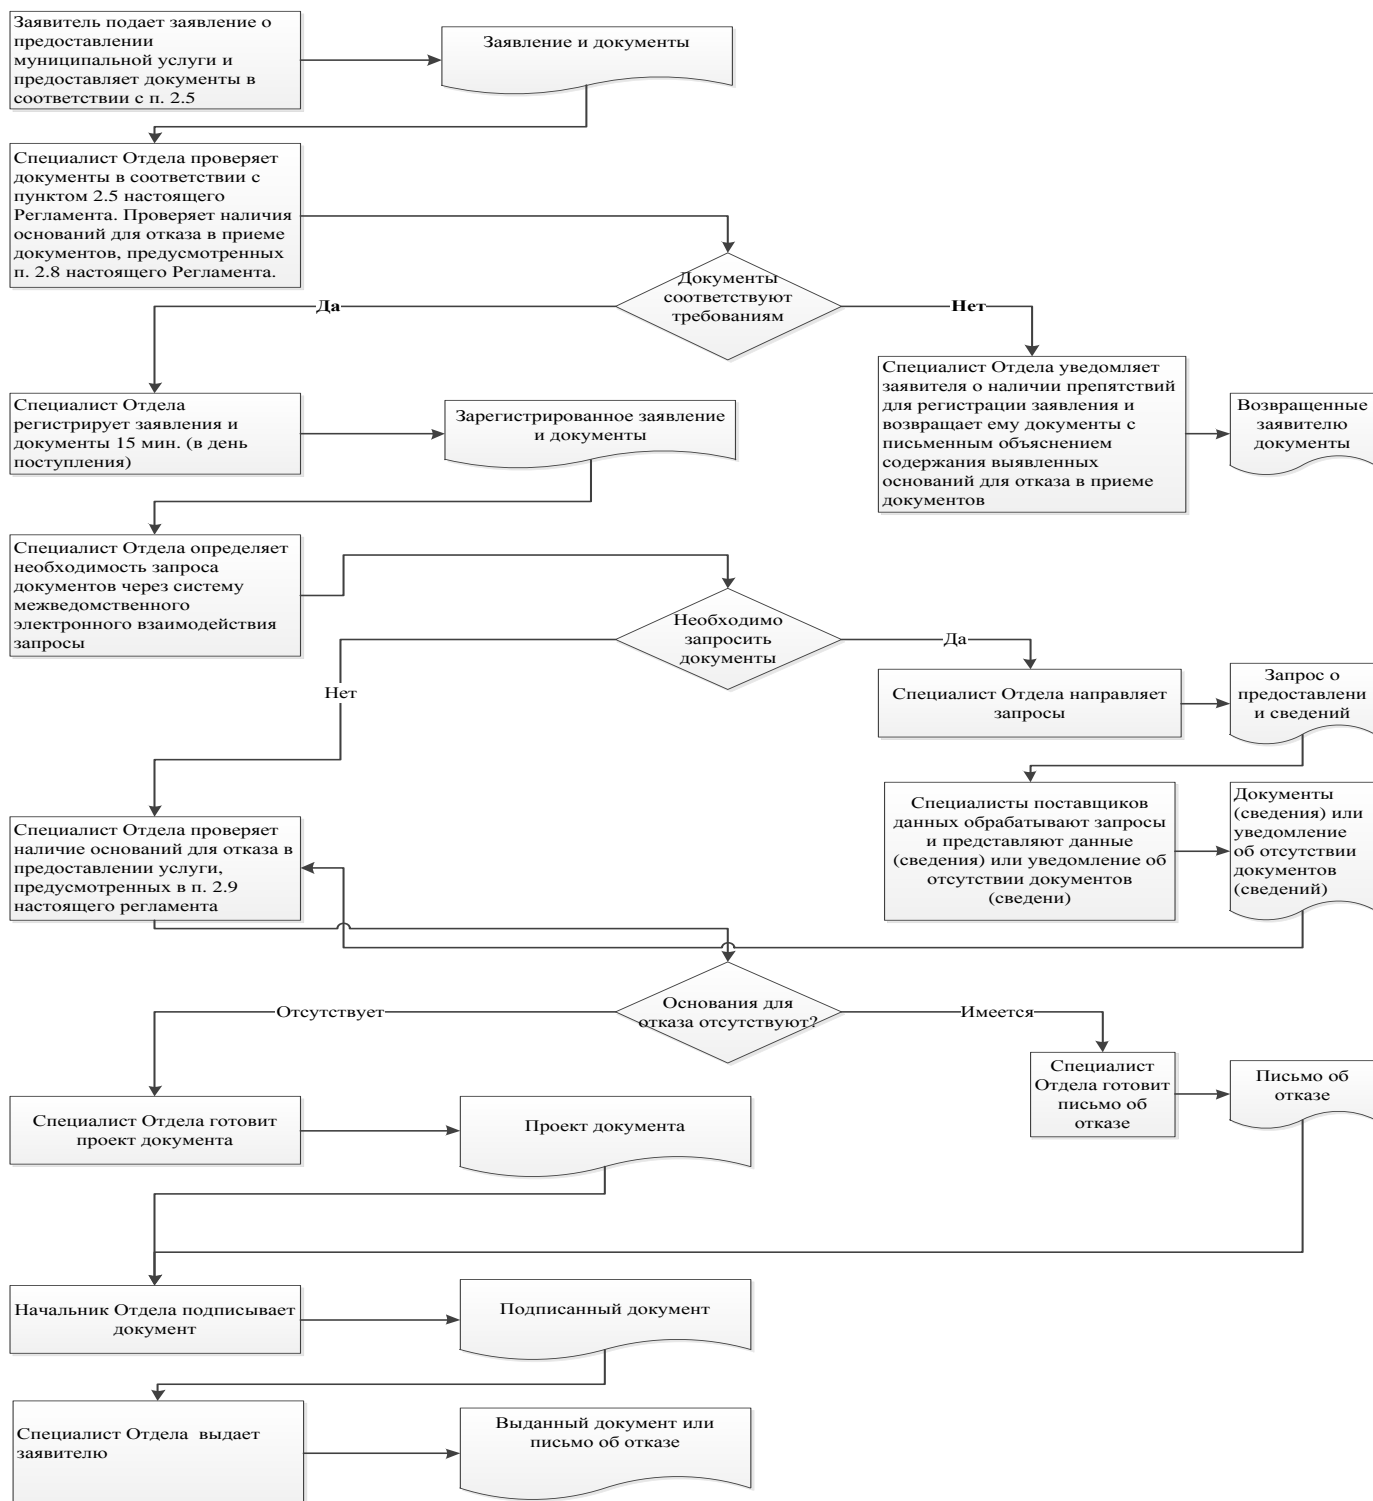 Заявитель подает заявление о
предоставлении
муниципальной услуги и
предоставляет документы в
соответствии с п. 2.5
Заявление и документы
Специалист Отдела проверяет
документы в соответствии с
пунктом 2.5 настоящего
Регламента. Проверяет наличия
оснований для отказа в приеме
документов, предусмотренных
п. 2.8 настоящего Регламента.
Документы
соответствуют
требованиям
Да
Нет
Специалист Отдела
регистрирует заявления и
документы 15 мин. (в день
поступления)
Зарегистрированное заявление
и документы
Специалист Отдела уведомляет
заявителя о наличии препятствий
для регистрации заявления и
возвращает ему документы с
письменным объяснением
содержания выявленных
оснований для отказа в приеме
документов
Возвращенные
заявителю
документы
Специалист Отдела определяет
необходимость запроса
документов через систему
межведомственного
электронного взаимодействия
запросы
Необходимо
запросить
документы
Да
Нет
Специалист Отдела направляет
запросы
Запрос о
предоставлени
и сведений
Специалисты поставщиков
данных обрабатывают запросы
и представляют данные
(сведения) или уведомление об
отсутствии документов
(сведени)
Документы
(сведения) или
уведомление
об отсутствии
документов
(сведений)
Специалист Отдела проверяет
наличие оснований для отказа в
предоставлении услуги,
предусмотренных в п. 2.9
настоящего регламента
Основания для
отказа отсутствуют?
Отсутствует
Имеется
Специалист
Отдела готовит
письмо об
отказе
Письмо об
отказе
Специалист Отдела готовит
проект документа
Проект документа
Начальник Отдела подписывает
документ
Подписанный документ
Специалист Отдела  выдает
заявителю
Выданный документ или
письмо об отказе